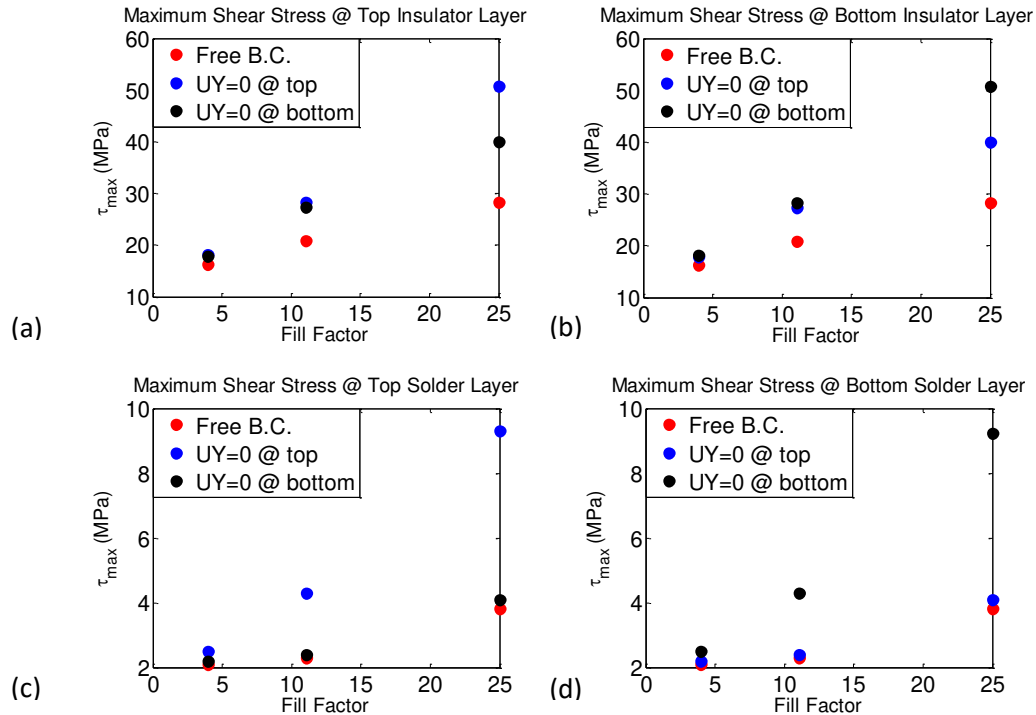 Maximum Shear Stress @ Top Insulator Layer
60
50
40
30
20
10
τmax (MPa)
Free B.C.
UY=0 @ top
UY=0 @ bottom
0 5 10 15 20 25
Fill Factor
(a)
Maximum Shear Stress @ Bottom Insulator Layer
60
50
40
30
20
10
τmax (MPa)
Free B.C.
UY=0 @ top
UY=0 @ bottom
0 5 10 15 20 25
Fill Factor
(b)
Maximum Shear Stress @ Top Solder Layer
10
8
6
4
2
τmax (MPa)
Free B.C.
UY=0 @ top
UY=0 @ bottom
0 5 10 15 20 25
Fill Factor
(c)
Maximum Shear Stress @ Bottom Solder Layer
10
8
6
4
2
τmax (MPa)
Free B.C.
UY=0 @ top
UY=0 @ bottom
0 5 10 15 20 25
Fill Factor
(d)